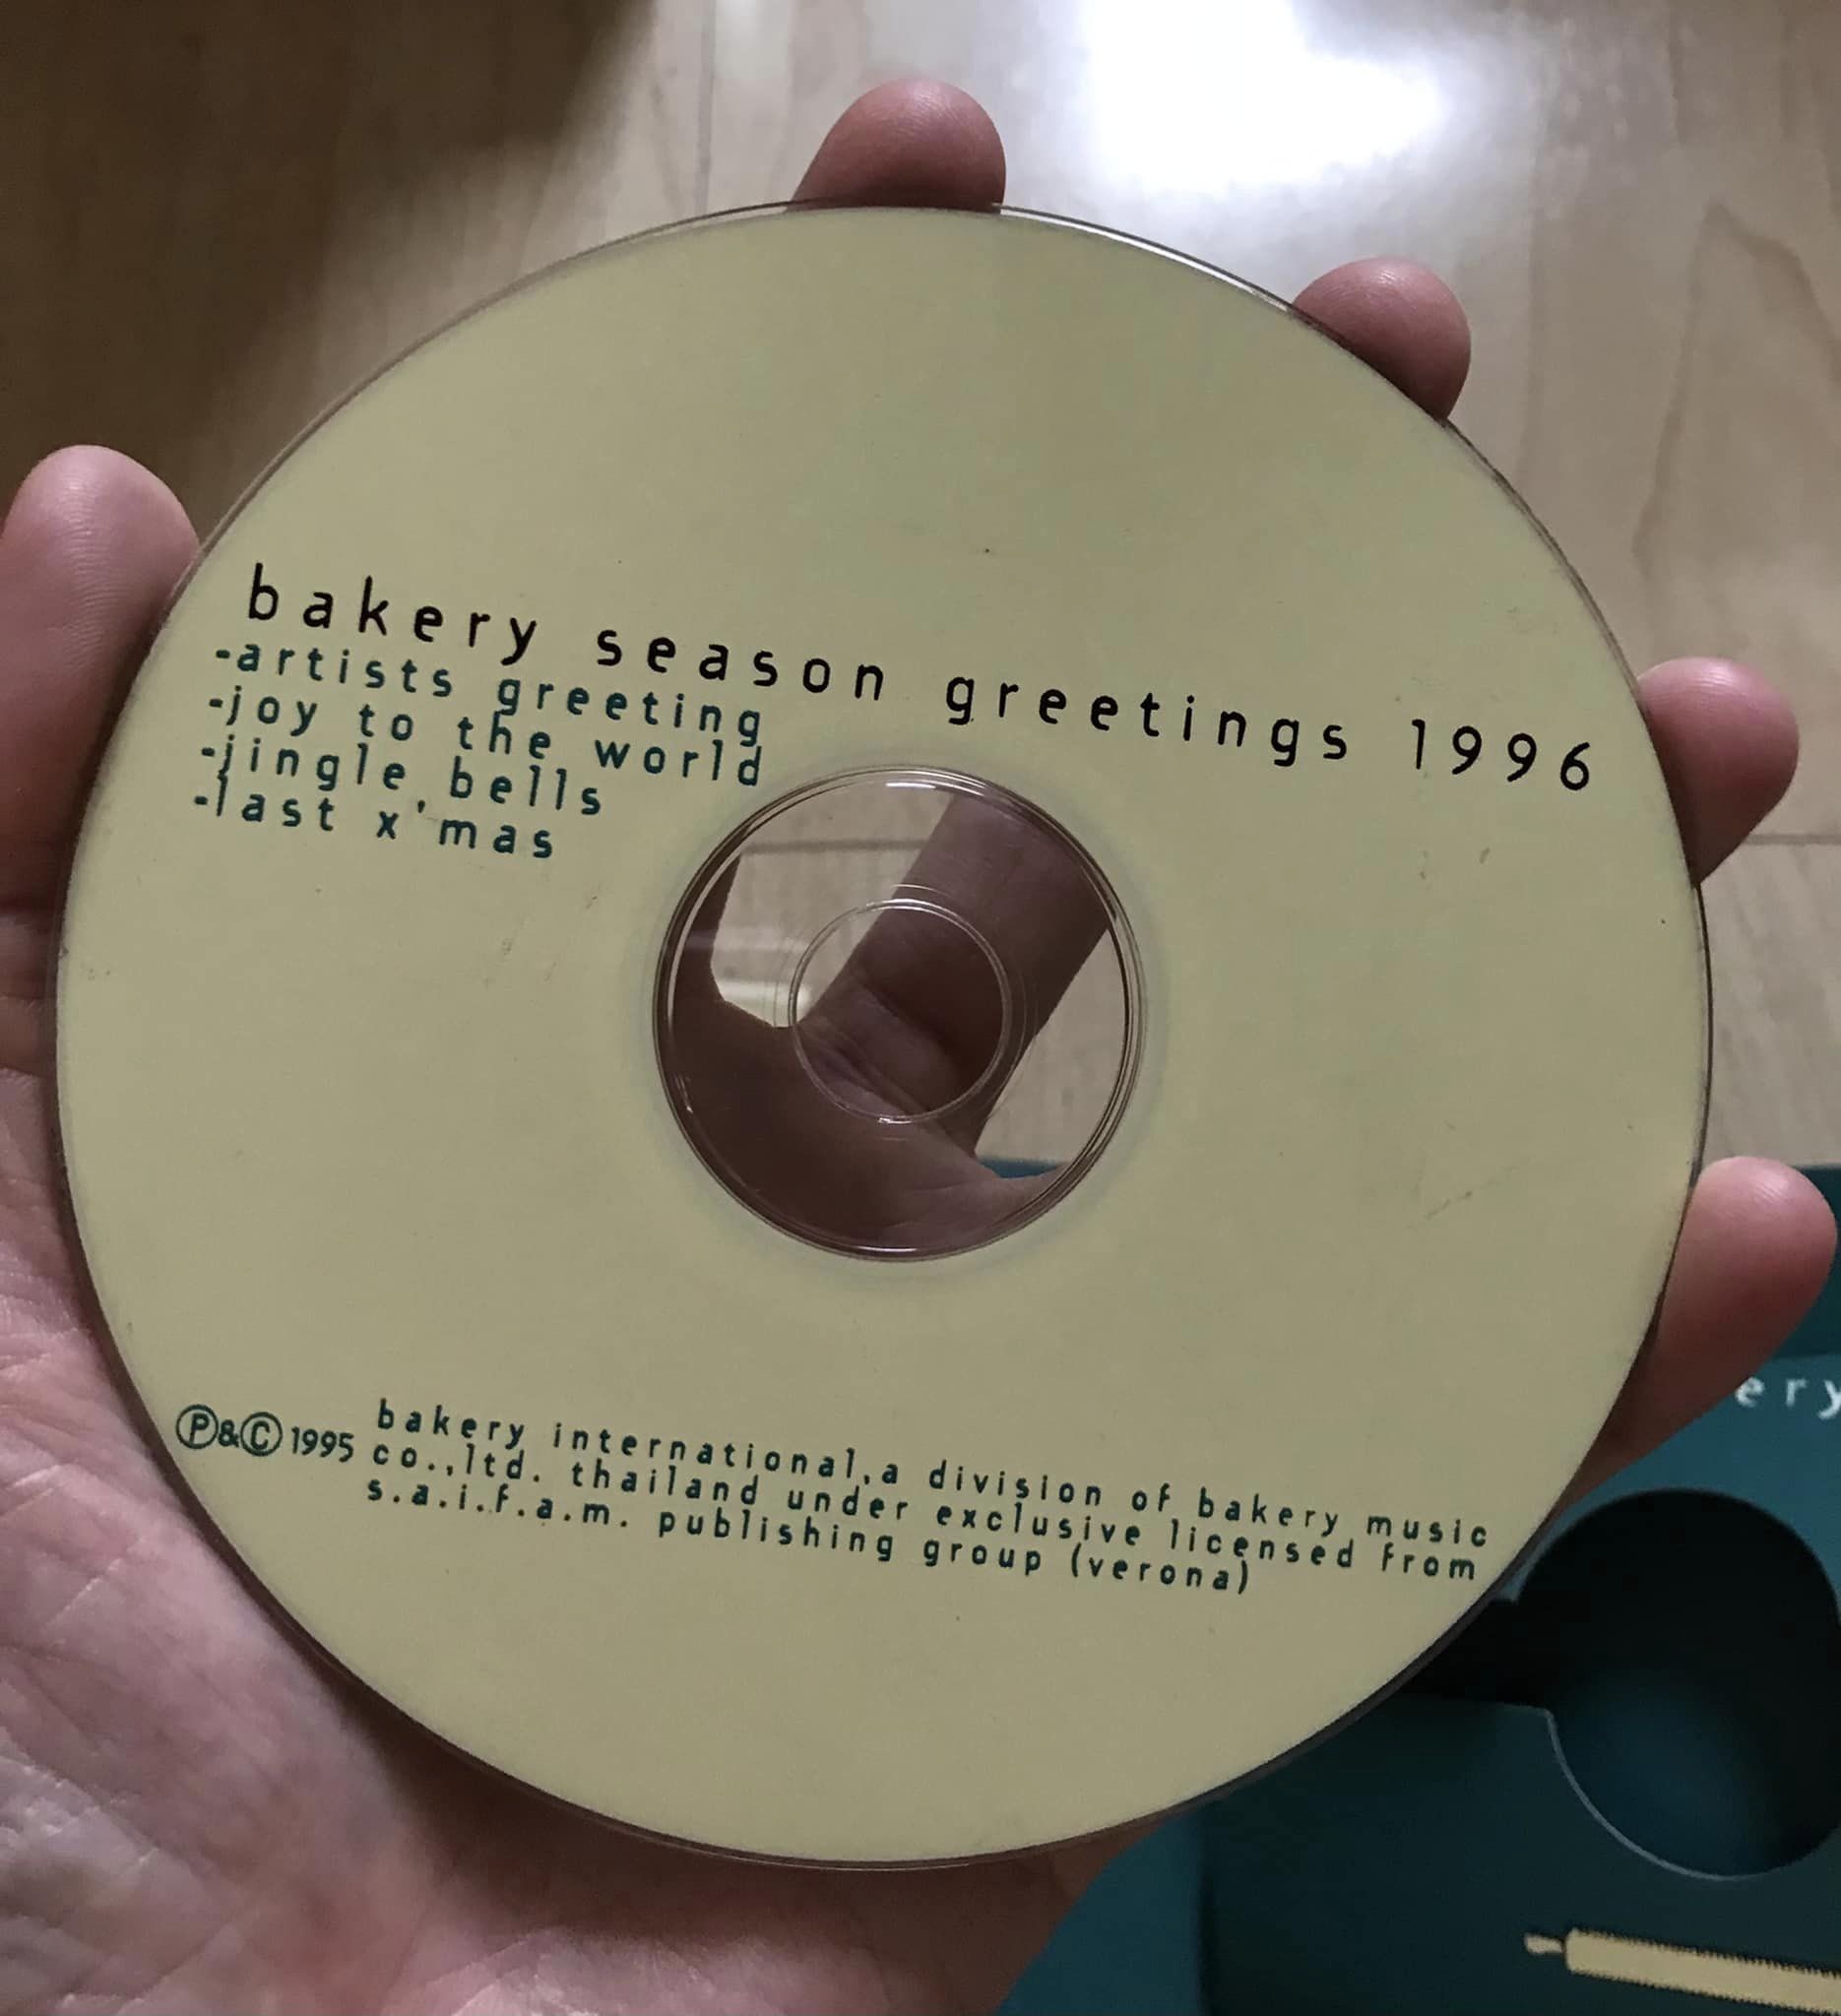 bakery season greetings 1996
-artists greeting
-joy to the world
-jingle bells
-last x'mas
Ⓟ&Ⓒ1995 bakery international,a division of bakery music
co.,ltd. thailand under exclusive licensed from
s.a.i.f.a.m. publishing group (verona)
ery